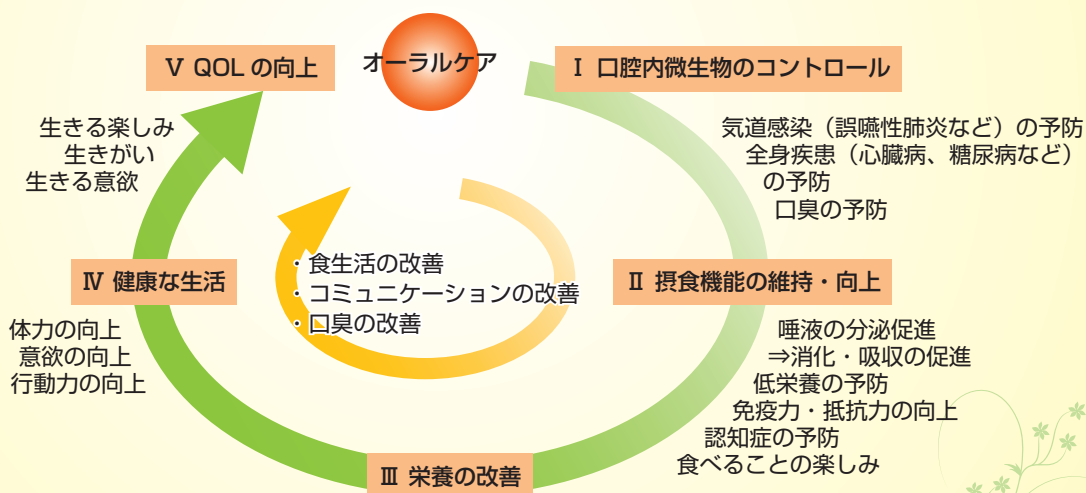 オーラルケア
Ⅰ 口腔内微生物のコントロール
気道感染（誤嚥性肺炎など）の予防
全身疾患（心臓病、糖尿病など）
の予防
口臭の予防
Ⅱ 摂食機能の維持・向上
唾液の分泌促進
⇒消化・吸収の促進
低栄養の予防
免疫力・抵抗力の向上
認知症の予防
食べることの楽しみ
Ⅲ 栄養の改善
Ⅳ 健康な生活
体力の向上
意欲の向上
行動力の向上
Ⅴ QOL の向上
生きる楽しみ
生きがい
生きる意欲
・食生活の改善
・コミュニケーションの改善
・口臭の改善